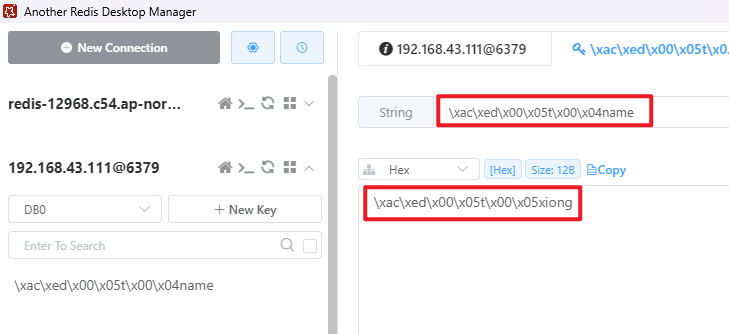 Another Redis Desktop Manager
New Connection
192.168.43.111@6379
\xac\xed\x00\x05t\x0
redis-12968.c54.ap-nor...
String
\xac\xed\x00\x05t\x00\x04name
192.168.43.111@6379
Hex
[Hex]
Size: 12B
Copy
DB0
+ New Key
\xac\xed\x00\x05t\x00\x05xiong
Enter To Search
\xac\xed\x00\x05t\x00\x04name